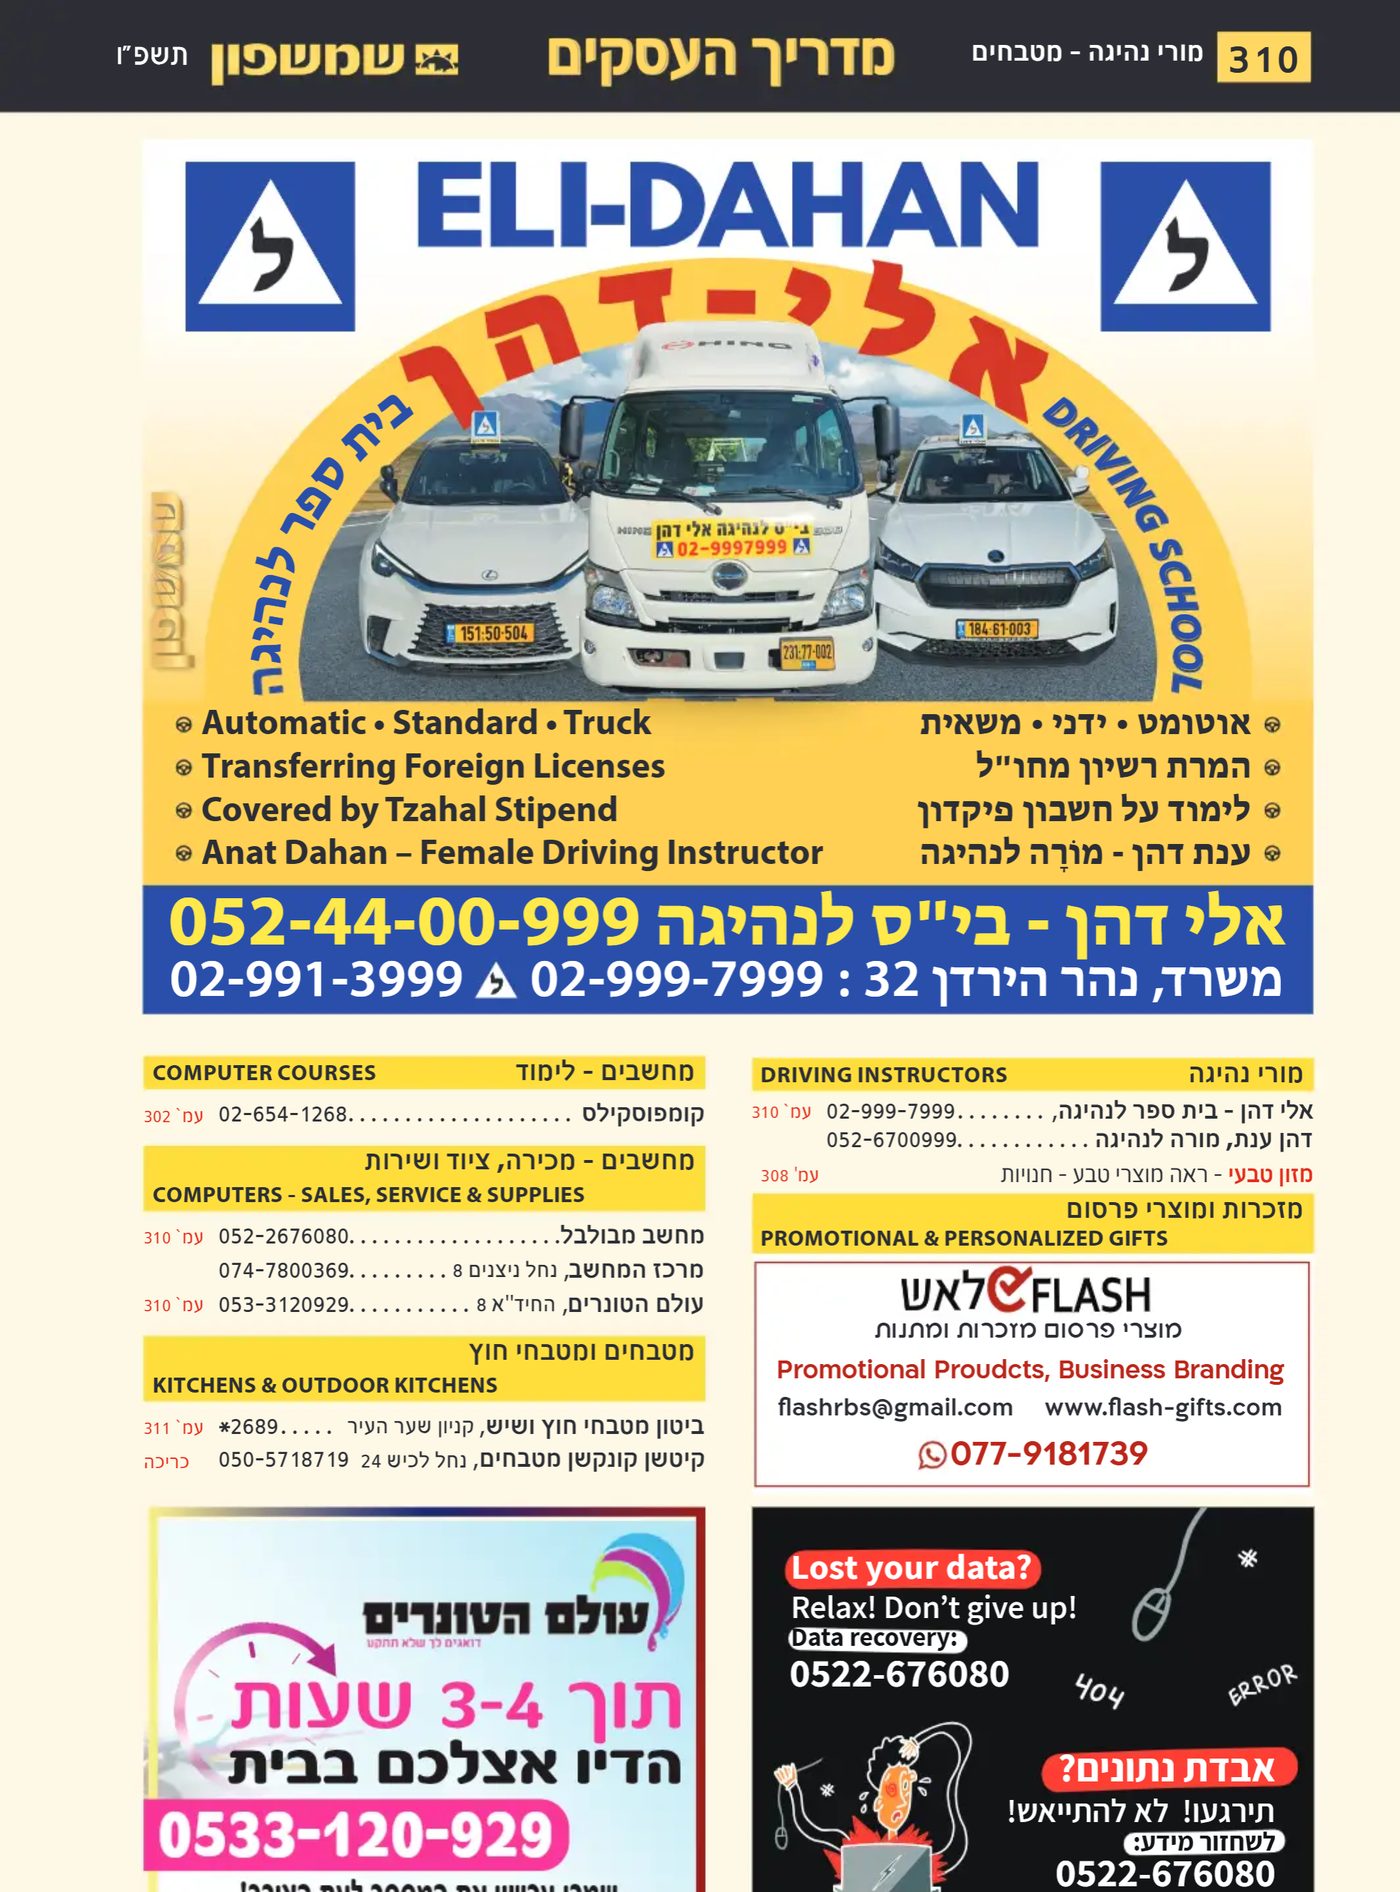 310
מורי נהיגה - מטבחים
מדריך העסקים
שמשפון
תשפ״ו
ל
ELI-DAHAN
ל
אלי-דהן
בית ספר לנהיגה
DRIVING SCHOOL
שמשפון
HINO
בי"ס לנהיגה אלי דהן
02-9997999
151-50-504
231-77-002
184-61-003
Automatic • Standard • Truck
Transferring Foreign Licenses
Covered by Tzahal Stipend
Anat Dahan – Female Driving Instructor
אוטומט • ידני • משאית
המרת רשיון מחו״ל
לימוד על חשבון פיקדון
ענת דהן - מוֹרָה לנהיגה
אלי דהן - בי"ס לנהיגה 052-44-00-999
משרד, נהר הירדן 32 : 02-999-7999 ל 02-991-3999
מורי נהיגה DRIVING INSTRUCTORS
אלי דהן - בית ספר לנהיגה, ........02-999-7999 עמ` 310
דהן ענת, מורה לנהיגה ............052-6700999
מזון טבעי - ראה מוצרי טבע - חנויות עמ' 308
מזכרות ומוצרי פרסום
PROMOTIONAL & PERSONALIZED GIFTS
פלאש FLASH
מוצרי פרסום מזכרות ומתנות
Promotional Proudcts, Business Branding
flashrbs@gmail.com www.flash-gifts.com
077-9181739
Lost your data?
Relax! Don't give up!
Data recovery:
0522-676080
404
ERROR
אבדת נתונים?
תירגעו! לא להתייאש!
לשחזור מידע:
0522-676080
מחשבים - לימוד COMPUTER COURSES
קומפוסקילס ...................02-654-1268 עמ` 302
מחשבים - מכירה, ציוד ושירות
COMPUTERS - SALES, SERVICE & SUPPLIES
מחשב מבולבל..................052-2676080 עמ` 310
מרכז המחשב, נחל ניצנים 8 .........074-7800369
עולם הטונרים, החיד"א 8 ...........053-3120929 עמ` 310
מטבחים ומטבחי חוץ
KITCHENS & OUTDOOR KITCHENS
ביטון מטבחי חוץ ושיש, קניון שער העיר .....2689* עמ` 311
קיטשן קונקשן מטבחים, נחל לכיש 24 050-5718719 כריכה
עולם הטונרים
דואגים לך שלא תתקע
תוך 3-4 שעות
הדיו אצלכם בבית
0533-120-929